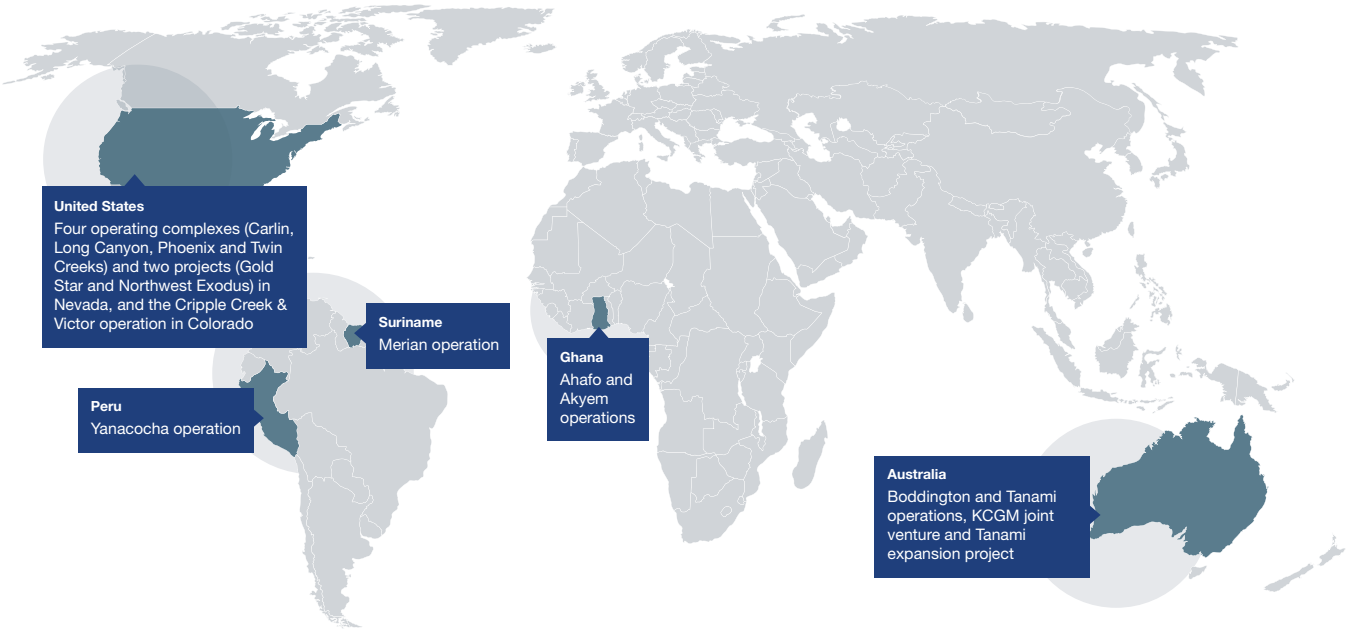 United States
Four operating complexes (Carlin,
Long Canyon, Phoenix and Twin
Creeks) and two projects (Gold
Star and Northwest Exodus) in
Nevada, and the Cripple Creek &
Victor operation in Colorado
Suriname
Merian operation
Peru
Yanacocha operation
Ghana
Ahafo and
Akyem
operations
Australia
Boddington and Tanami
operations, KCGM joint
venture and Tanami
expansion project